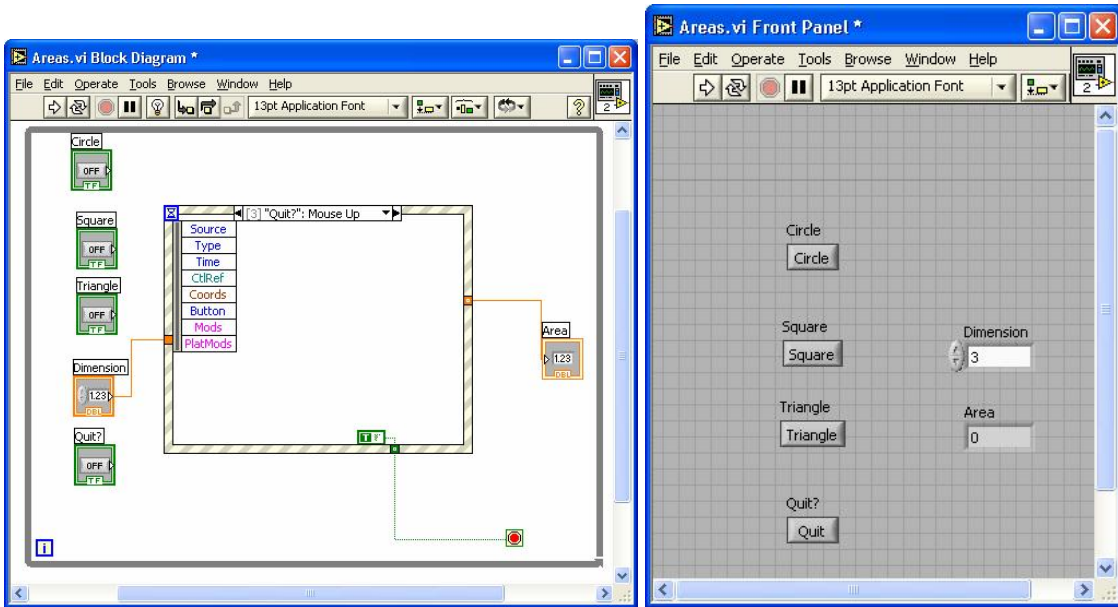 Areas.vi Block Diagram *
File Edit Operate Tools Browse Window Help
13pt Application Font
?
2
Circle
OFF
TF
Square
OFF
TF
Triangle
OFF
TF
Dimension
1.23
DBL
Quit?
OFF
TF
[3] "Quit?": Mouse Up
Source
Type
Time
CtlRef
Coords
Button
Mods
PlatMods
T F
Area
1.23
DBL
i
Areas.vi Front Panel *
File Edit Operate Tools Browse Window Help
13pt Application Font
2
Circle
Circle
Square
Square
Dimension
3
Triangle
Triangle
Area
0
Quit?
Quit